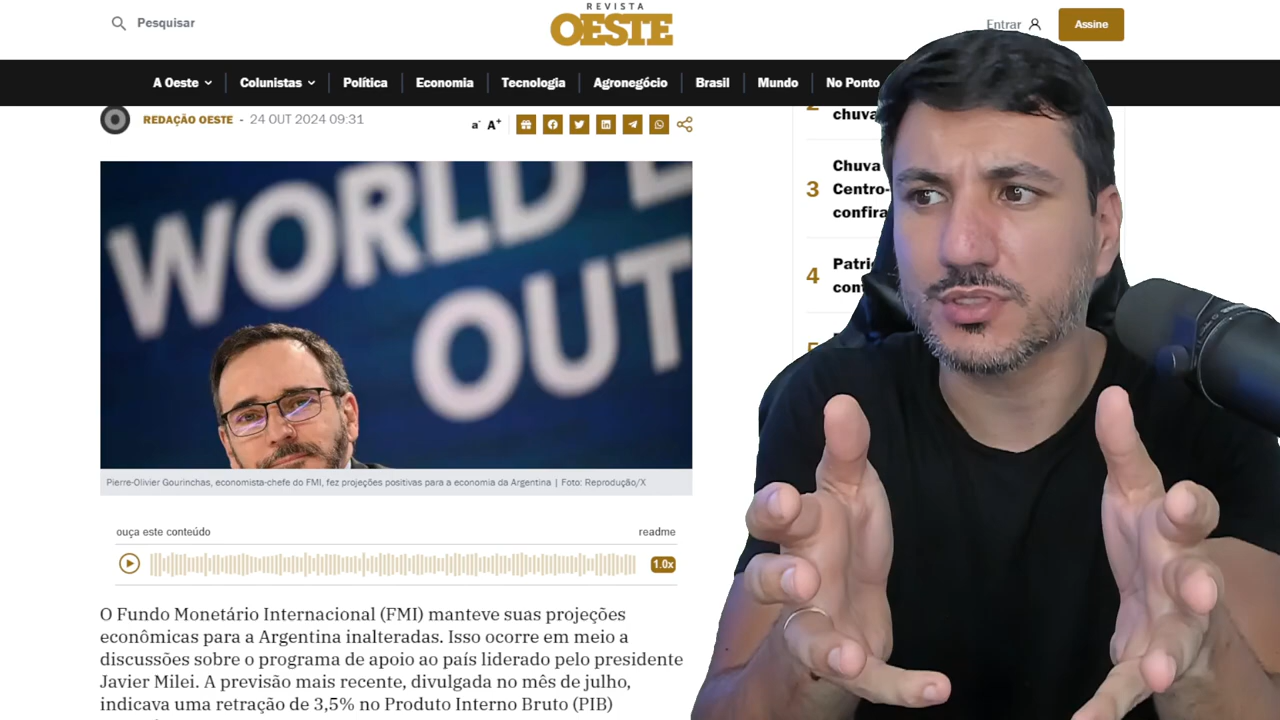 Pesquisar
REVISTA
OESTE
Entrar
Assine
A Oeste
Colunistas
Política
Economia
Tecnologia
Agronegócio
Brasil
Mundo
No Ponto
REDAÇÃO OESTE - 24 OUT 2024 09:31
a- A+
WORLD E
OUT
Pierre-Olivier Gourinchas, economista-chefe do FMI, fez projeções positivas para a economia da Argentina | Foto: Reprodução/X
ouça este conteúdo
readme
1.0x
O Fundo Monetário Internacional (FMI) manteve suas projeções
econômicas para a Argentina inalteradas. Isso ocorre em meio a
discussões sobre o programa de apoio ao país liderado pelo presidente
Javier Milei. A previsão mais recente, divulgada no mês de julho,
indicava uma retração de 3,5% no Produto Interno Bruto (PIB)
2
chuva
3
Chuva
Centro-
confira
4